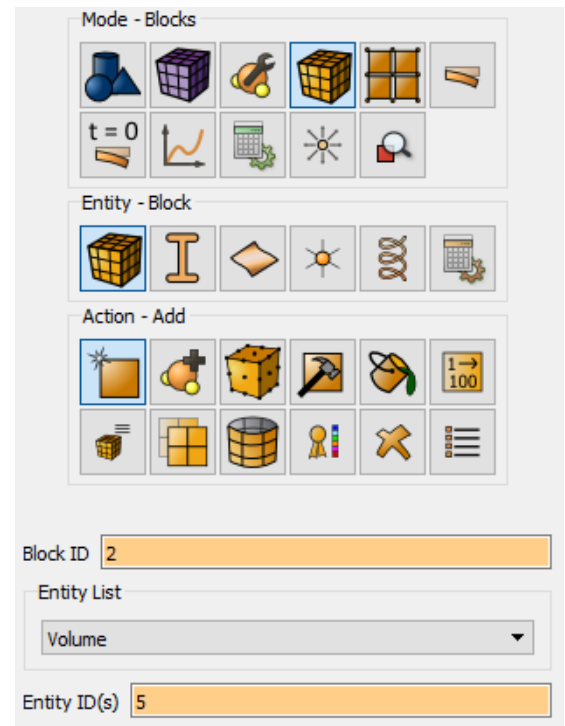 Mode - Blocks
t = 0
Entity - Block
Action - Add
1→
100
Block ID 2
Entity List
Volume
Entity ID(s) 5